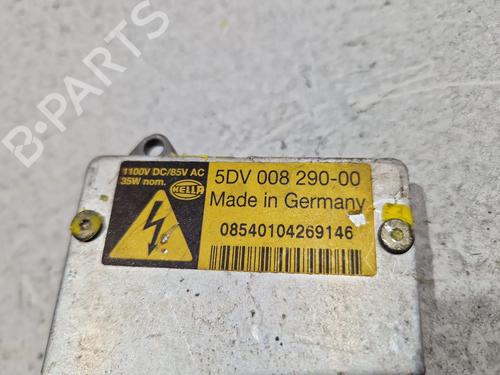 B-PARTS
1100V DC/85V AC
35W nom.
HELLA
5DV 008 290-00
Made in Germany
08540104269146